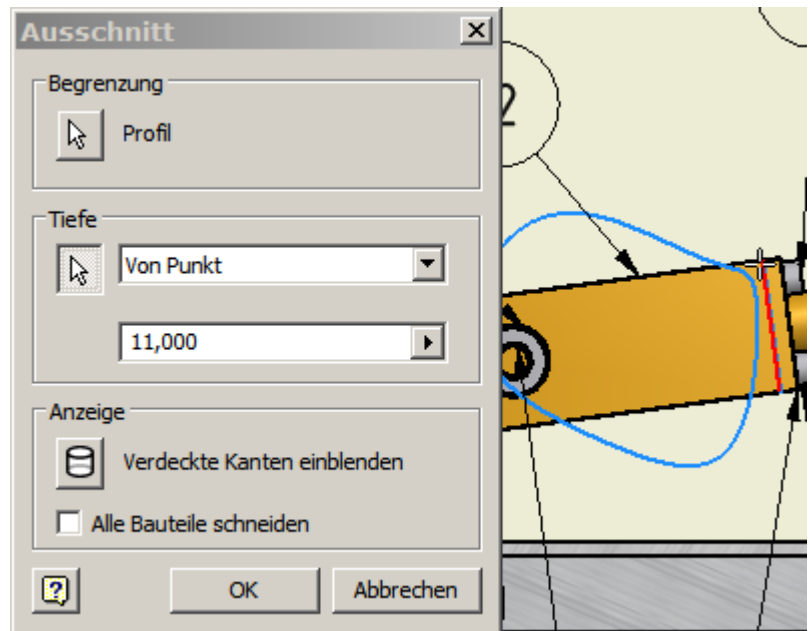 Ausschnitt
Begrenzung
Profil
Tiefe
Von Punkt
11,000
Anzeige
Verdeckte Kanten einblenden
Alle Bauteile schneiden
OK
Abbrechen
2